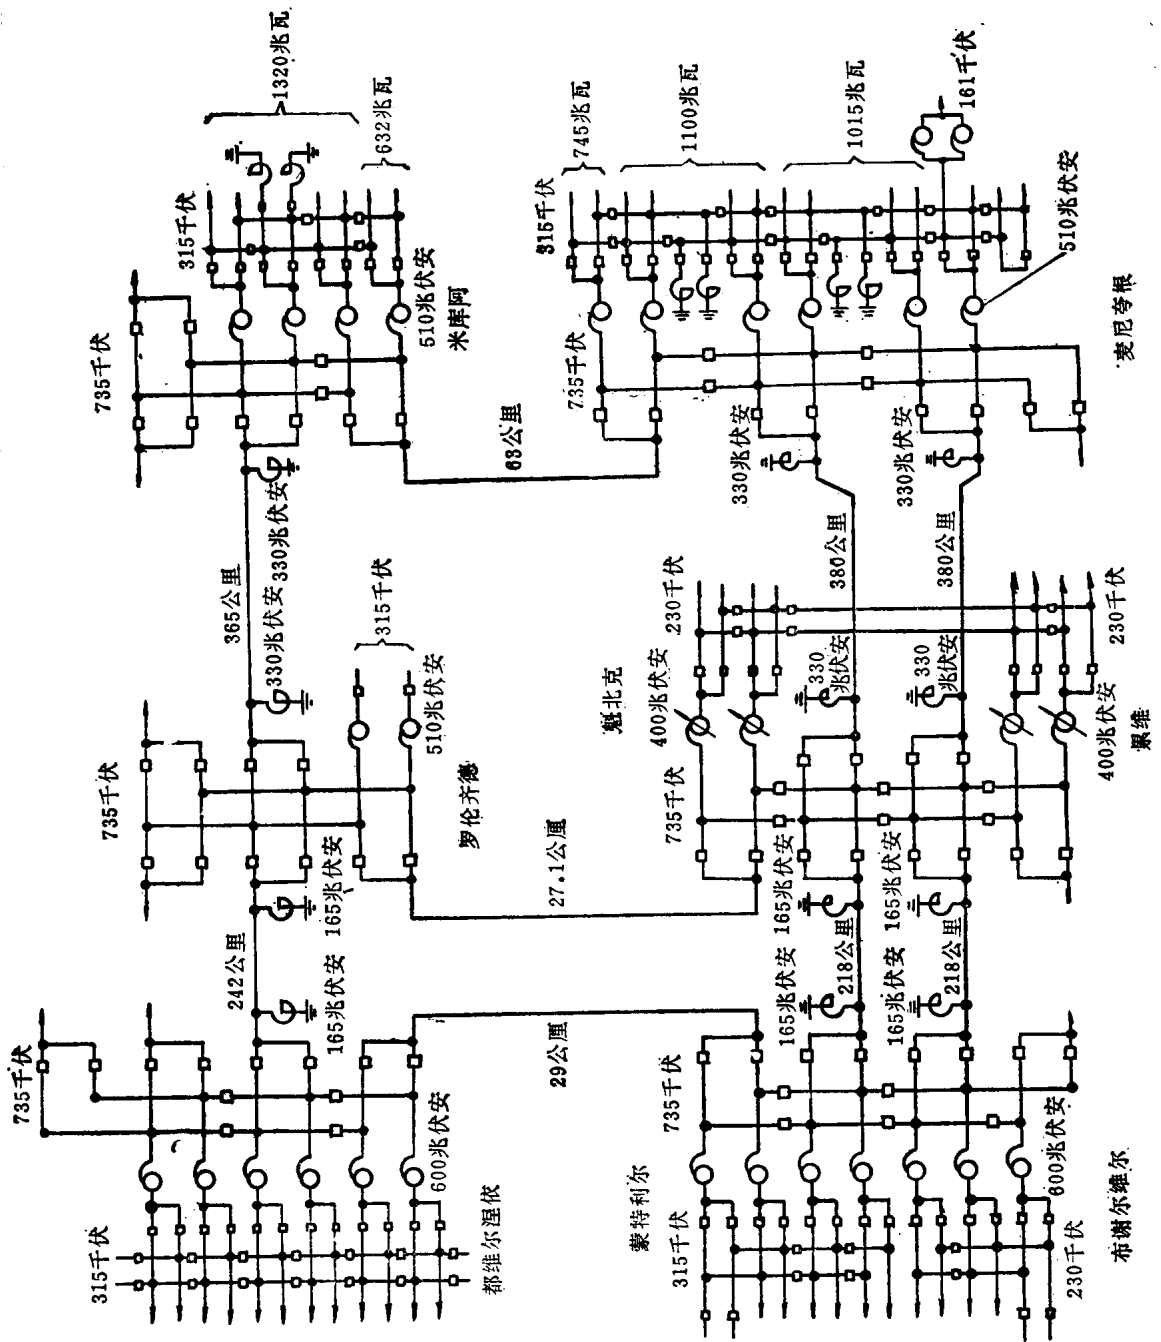 735千伏
315千伏
735千伏
735千伏
315千伏
1320兆瓦
242公里
365公里
165兆伏安
165兆伏安
330兆伏安
330兆伏安
315千伏
632兆瓦
600兆伏安
510兆伏安
510兆伏安
都维尔涅依
罗伦齐德
米库阿
29公厘
27.1公厘
63公里
蒙特利尔
魁北克
315千伏
735千伏
735千伏
400兆伏安
230千伏
735千伏
315千伏
745兆瓦
1100兆瓦
1015兆瓦
161千伏
165兆伏安
165兆伏安
330
兆伏安
330兆伏安
218公里
380公里
165兆伏安
165兆伏安
330
兆伏安
330兆伏安
218公里
380公里
600兆伏安
230千伏
400兆伏安
230千伏
510兆伏安
布谢尔维尔
累维
麦尼夸根